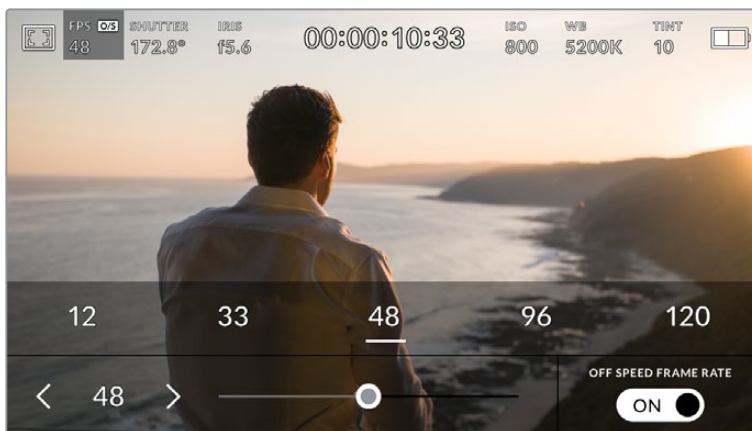 FPS O/S SHUTTER IRIS 00:00:10:33 ISO WB TINT
48 172.8° f5.6 800 5200K 10
12 33 48 96 120
OFF SPEED FRAME RATE
48 ON